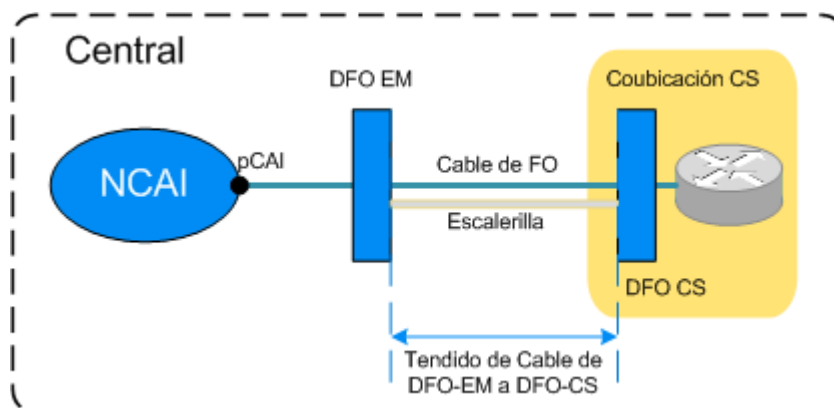 Central
DFO EM
Coubicación CS
NCAI
pCAI
Cable de FO
Escalerilla
DFO CS
Tendido de Cable de
DFO-EM a DFO-CS